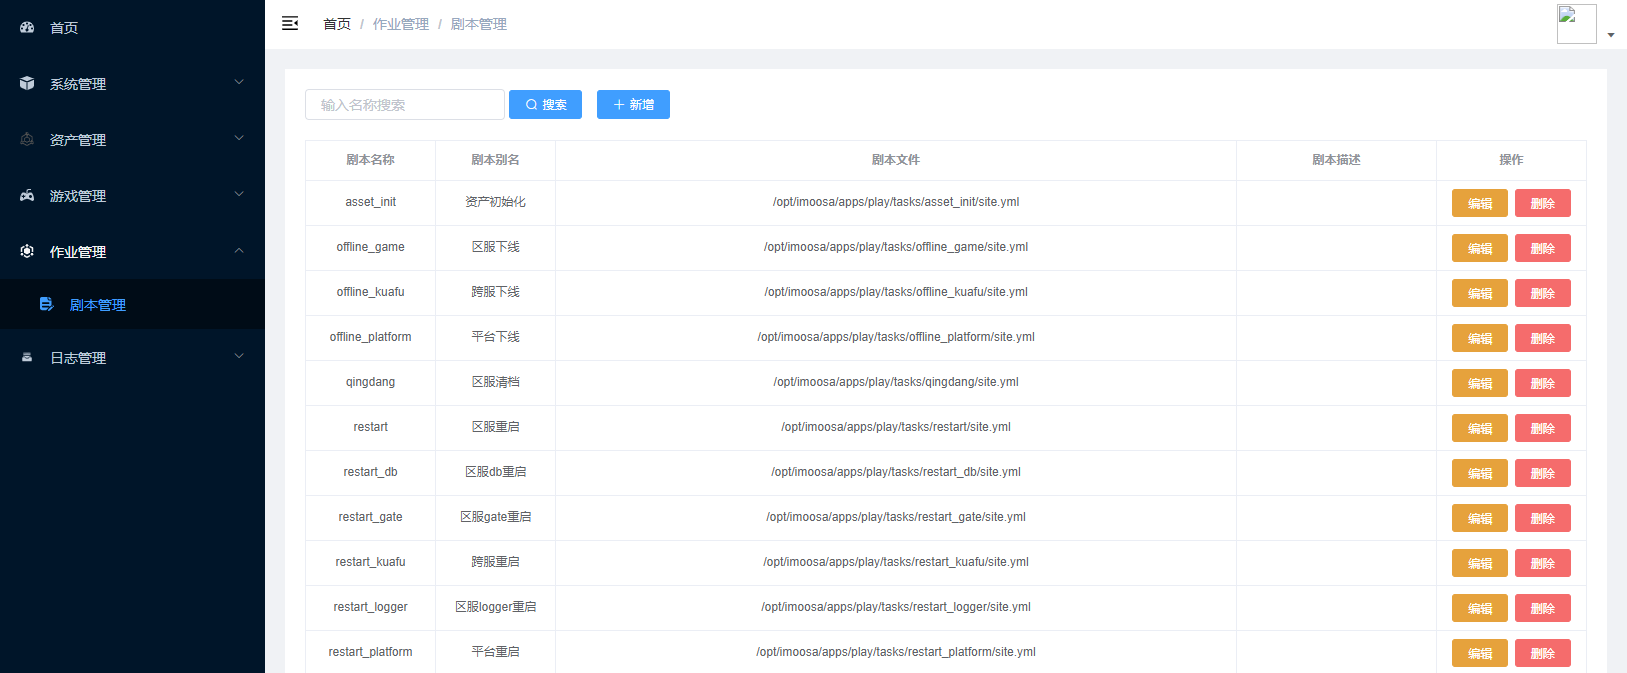 首页
系统管理
资产管理
游戏管理
作业管理
剧本管理
日志管理
首页 / 作业管理 / 剧本管理
输入名称搜索 搜索 新增
剧本名称 剧本别名 剧本文件 剧本描述 操作
asset_init 资产初始化 /opt/imoosa/apps/play/tasks/asset_init/site.yml 编辑 删除
offline_game 区服下线 /opt/imoosa/apps/play/tasks/offline_game/site.yml 编辑 删除
offline_kuafu 跨服下线 /opt/imoosa/apps/play/tasks/offline_kuafu/site.yml 编辑 删除
offline_platform 平台下线 /opt/imoosa/apps/play/tasks/offline_platform/site.yml 编辑 删除
qingdang 区服清档 /opt/imoosa/apps/play/tasks/qingdang/site.yml 编辑 删除
restart 区服重启 /opt/imoosa/apps/play/tasks/restart/site.yml 编辑 删除
restart_db 区服db重启 /opt/imoosa/apps/play/tasks/restart_db/site.yml 编辑 删除
restart_gate 区服gate重启 /opt/imoosa/apps/play/tasks/restart_gate/site.yml 编辑 删除
restart_kuafu 跨服重启 /opt/imoosa/apps/play/tasks/restart_kuafu/site.yml 编辑 删除
restart_logger 区服logger重启 /opt/imoosa/apps/play/tasks/restart_logger/site.yml 编辑 删除
restart_platform 平台重启 /opt/imoosa/apps/play/tasks/restart_platform/site.yml 编辑 删除